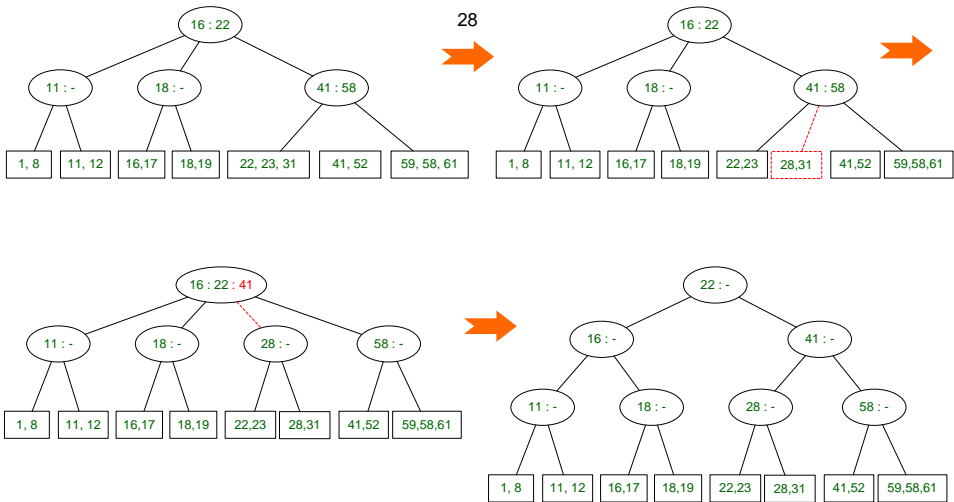 28
16 : 22
11 : -
18 : -
41 : 58
1, 8
11, 12
16,17
18,19
22, 23, 31
41, 52
59, 58, 61
16 : 22
11 : -
18 : -
41 : 58
1, 8
11, 12
16,17
18,19
22,23
28,31
41,52
59,58,61
16 : 22 : 41
11 : -
18 : -
28 : -
58 : -
1, 8
11, 12
16,17
18,19
22,23
28,31
41,52
59,58,61
22 : -
16 : -
41 : -
11 : -
18 : -
28 : -
58 : -
1, 8
11, 12
16,17
18,19
22,23
28,31
41,52
59,58,61